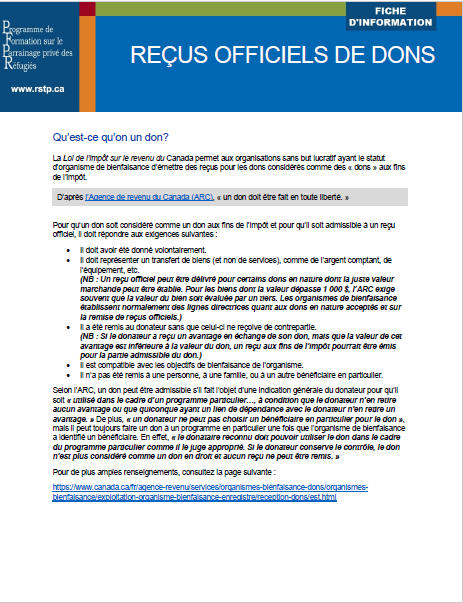 FICHE
D'INFORMATION
Programme de
Formation sur le
Parrainage privé des
Réfugiés
www.rstp.ca
REÇUS OFFICIELS DE DONS
Qu'est-ce qu'on un don?
La Loi de l'impôt sur le revenu du Canada permet aux organisations sans but lucratif ayant le statut
d'organisme de bienfaisance d'émettre des reçus pour les dons considérés comme des « dons » aux fins
de l'impôt.
D'après l'Agence de revenu du Canada (ARC), « un don doit être fait en toute liberté. »
Pour qu'un don soit considéré comme un don aux fins de l'impôt et pour qu'il soit admissible à un reçu
officiel, il doit répondre aux exigences suivantes :
• Il doit avoir été donné volontairement.
• Il doit représenter un transfert de biens (et non de services), comme de l'argent comptant, de
l'équipement, etc.
(NB : Un reçu officiel peut être délivré pour certains dons en nature dont la juste valeur
marchande peut être établie. Pour les biens dont la valeur dépasse 1 000 $, l'ARC exige
souvent que la valeur du bien soit évaluée par un tiers. Les organismes de bienfaisance
établissent normalement des lignes directrices quant aux dons en nature acceptés et sur
la remise de reçus officiels.)
• Il a été remis au donataire sans que celui-ci ne reçoive de contrepartie.
(NB : Si le donateur a reçu un avantage en échange de son don, mais que la valeur de cet
avantage est inférieure à la valeur du don, un reçu aux fins de l'impôt pourrait être émis
pour la partie admissible du don.)
• Il est compatible avec les objectifs de bienfaisance de l'organisme.
• Il n'a pas été remis à une personne, à une famille, ou à un autre bénéficiaire en particulier.
Selon l'ARC, un don peut être admissible s'il fait l'objet d'une indication générale du donateur pour qu'il
soit « utilisé dans le cadre d'un programme particulier..., à condition que le donateur n'en retire
aucun avantage ou que quiconque ayant un lien de dépendance avec le donateur n'en retire un
avantage. » De plus, « un donateur ne peut pas choisir un bénéficiaire en particulier pour le don »,
mais il peut toujours faire un don à un programme en particulier une fois que l'organisme de bienfaisance
a identifié un bénéficiaire. En effet, « le donataire reconnu doit pouvoir utiliser le don dans le cadre
du programme particulier comme il le juge approprié. Si le donateur conserve le contrôle, le don
n'est plus considéré comme un don en droit et aucun reçu ne peut être remis. »
Pour de plus amples renseignements, consultez la page suivante :
https://www.canada.ca/fr/agence-revenu/services/organismes-bienfaisance-dons/organismes-
bienfaisance/exploitation-organisme-bienfaisance-enregistre/reception-dons/est.html